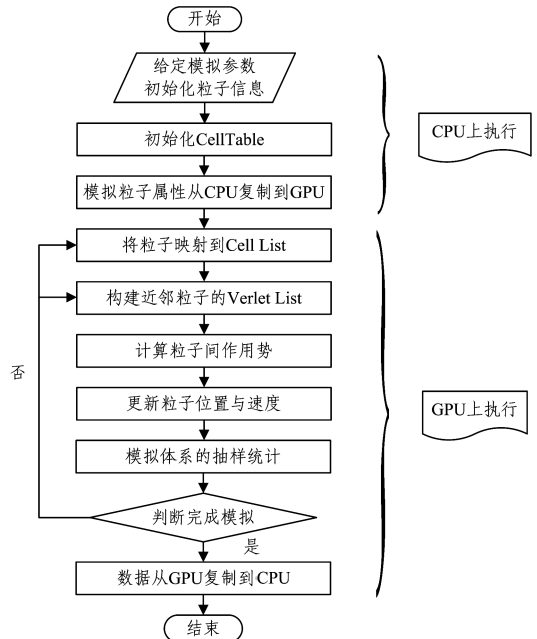 开始
给定模拟参数
初始化粒子信息
初始化CellTable
CPU上执行
模拟粒子属性从CPU复制到GPU
将粒子映射到Cell List
构建近邻粒子的Verlet List
计算粒子间作用势
否
更新粒子位置与速度
GPU上执行
模拟体系的抽样统计
判断完成模拟
是
数据从GPU复制到CPU
结束